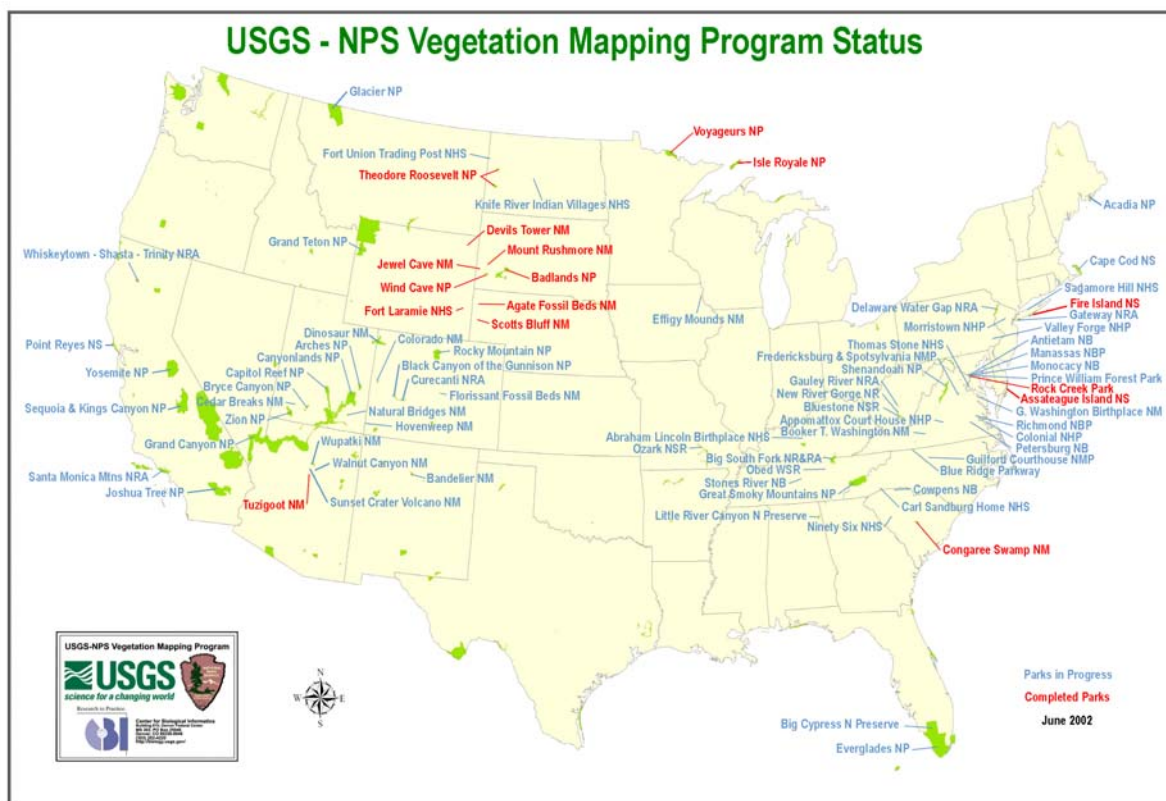 USGS - NPS Vegetation Mapping Program Status
Glacier NP
Voyageurs NP
Isle Royale NP
Fort Union Trading Post NHS
Theodore Roosevelt NP
Knife River Indian Villages NHS
Acadia NP
Devils Tower NM
Grand Teton NP
Mount Rushmore NM
Whiskeytown - Shasta - Trinity NRA
Jewel Cave NM
Badlands NP
Wind Cave NP
Cape Cod NS
Sagamore Hill NHS
Fort Laramie NHS
Agate Fossil Beds NM
Scotts Bluff NM
Effigy Mounds NM
Delaware Water Gap NRA
Fire Island NS
Gateway NRA
Morristown NHP
Valley Forge NHP
Point Reyes NS
Dinosaur NM
Colorado NM
Thomas Stone NHS
Antietam NB
Arches NP
Rocky Mountain NP
Fredericksburg & Spotsylvania NMP
Manassas NBP
Yosemite NP
Canyonlands NP
Black Canyon of the Gunnison NP
Shenandoah NP
Monocacy NB
Capitol Reef NP
Curecanti NRA
Gauley River NRA
Prince William Forest Park
Bryce Canyon NP
Florissant Fossil Beds NM
New River Gorge NR
Rock Creek Park
Cedar Breaks NM
Bluestone NSR
Assateague Island NS
Sequoia & Kings Canyon NP
Zion NP
Natural Bridges NM
Appomattox Court House NHP
G. Washington Birthplace NM
Hovenweep NM
Booker T. Washington NM
Richmond NBP
Grand Canyon NP
Wupatki NM
Abraham Lincoln Birthplace NHS
Colonial NHP
Ozark NSR
Petersburg NB
Walnut Canyon NM
Big South Fork NR&RA
Guilford Courthouse NMP
Santa Monica Mtns NRA
Bandelier NM
Obed WSR
Blue Ridge Parkway
Joshua Tree NP
Stones River NB
Tuzigoot NM
Sunset Crater Volcano NM
Great Smoky Mountains NP
Cowpens NB
Carl Sandburg Home NHS
Little River Canyon N Preserve
Ninety Six NHS
Congaree Swamp NM
USGS-NPS Vegetation Mapping Program
USGS
science for a changing world
Research to Practice
CBI
Center for Biological Informatics
N
W E
S
Parks in Progress
Completed Parks
June 2002
Big Cypress N Preserve
Everglades NP